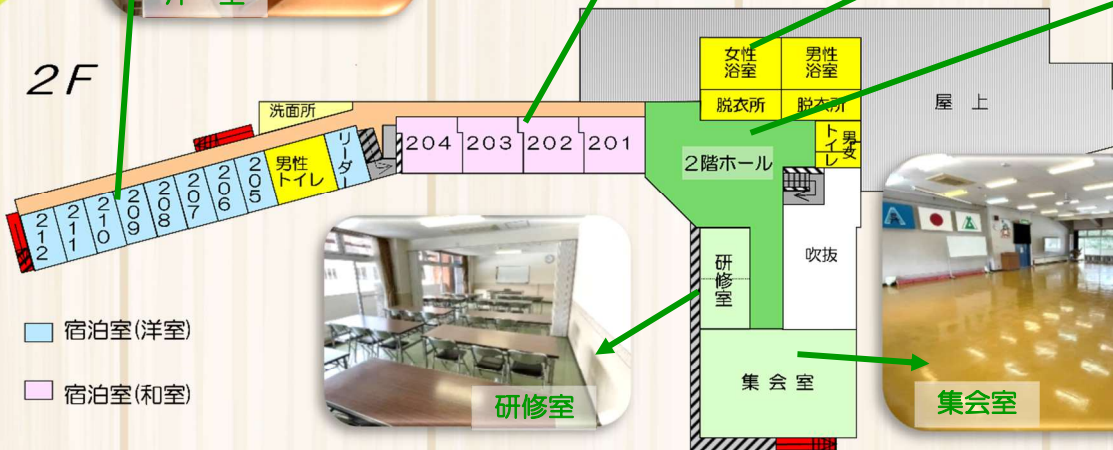 洋 室
2F
洗面所
女性
浴室
男性
浴室
脱衣所
脱衣所
屋 上
男女
トイレ
204
203
202
201
2階ホール
リーダー
男性
トイレ
205
206
207
208
209
210
211
212
研修室
吹抜
宿泊室(洋室)
宿泊室(和室)
集 会 室
研修室
集会室